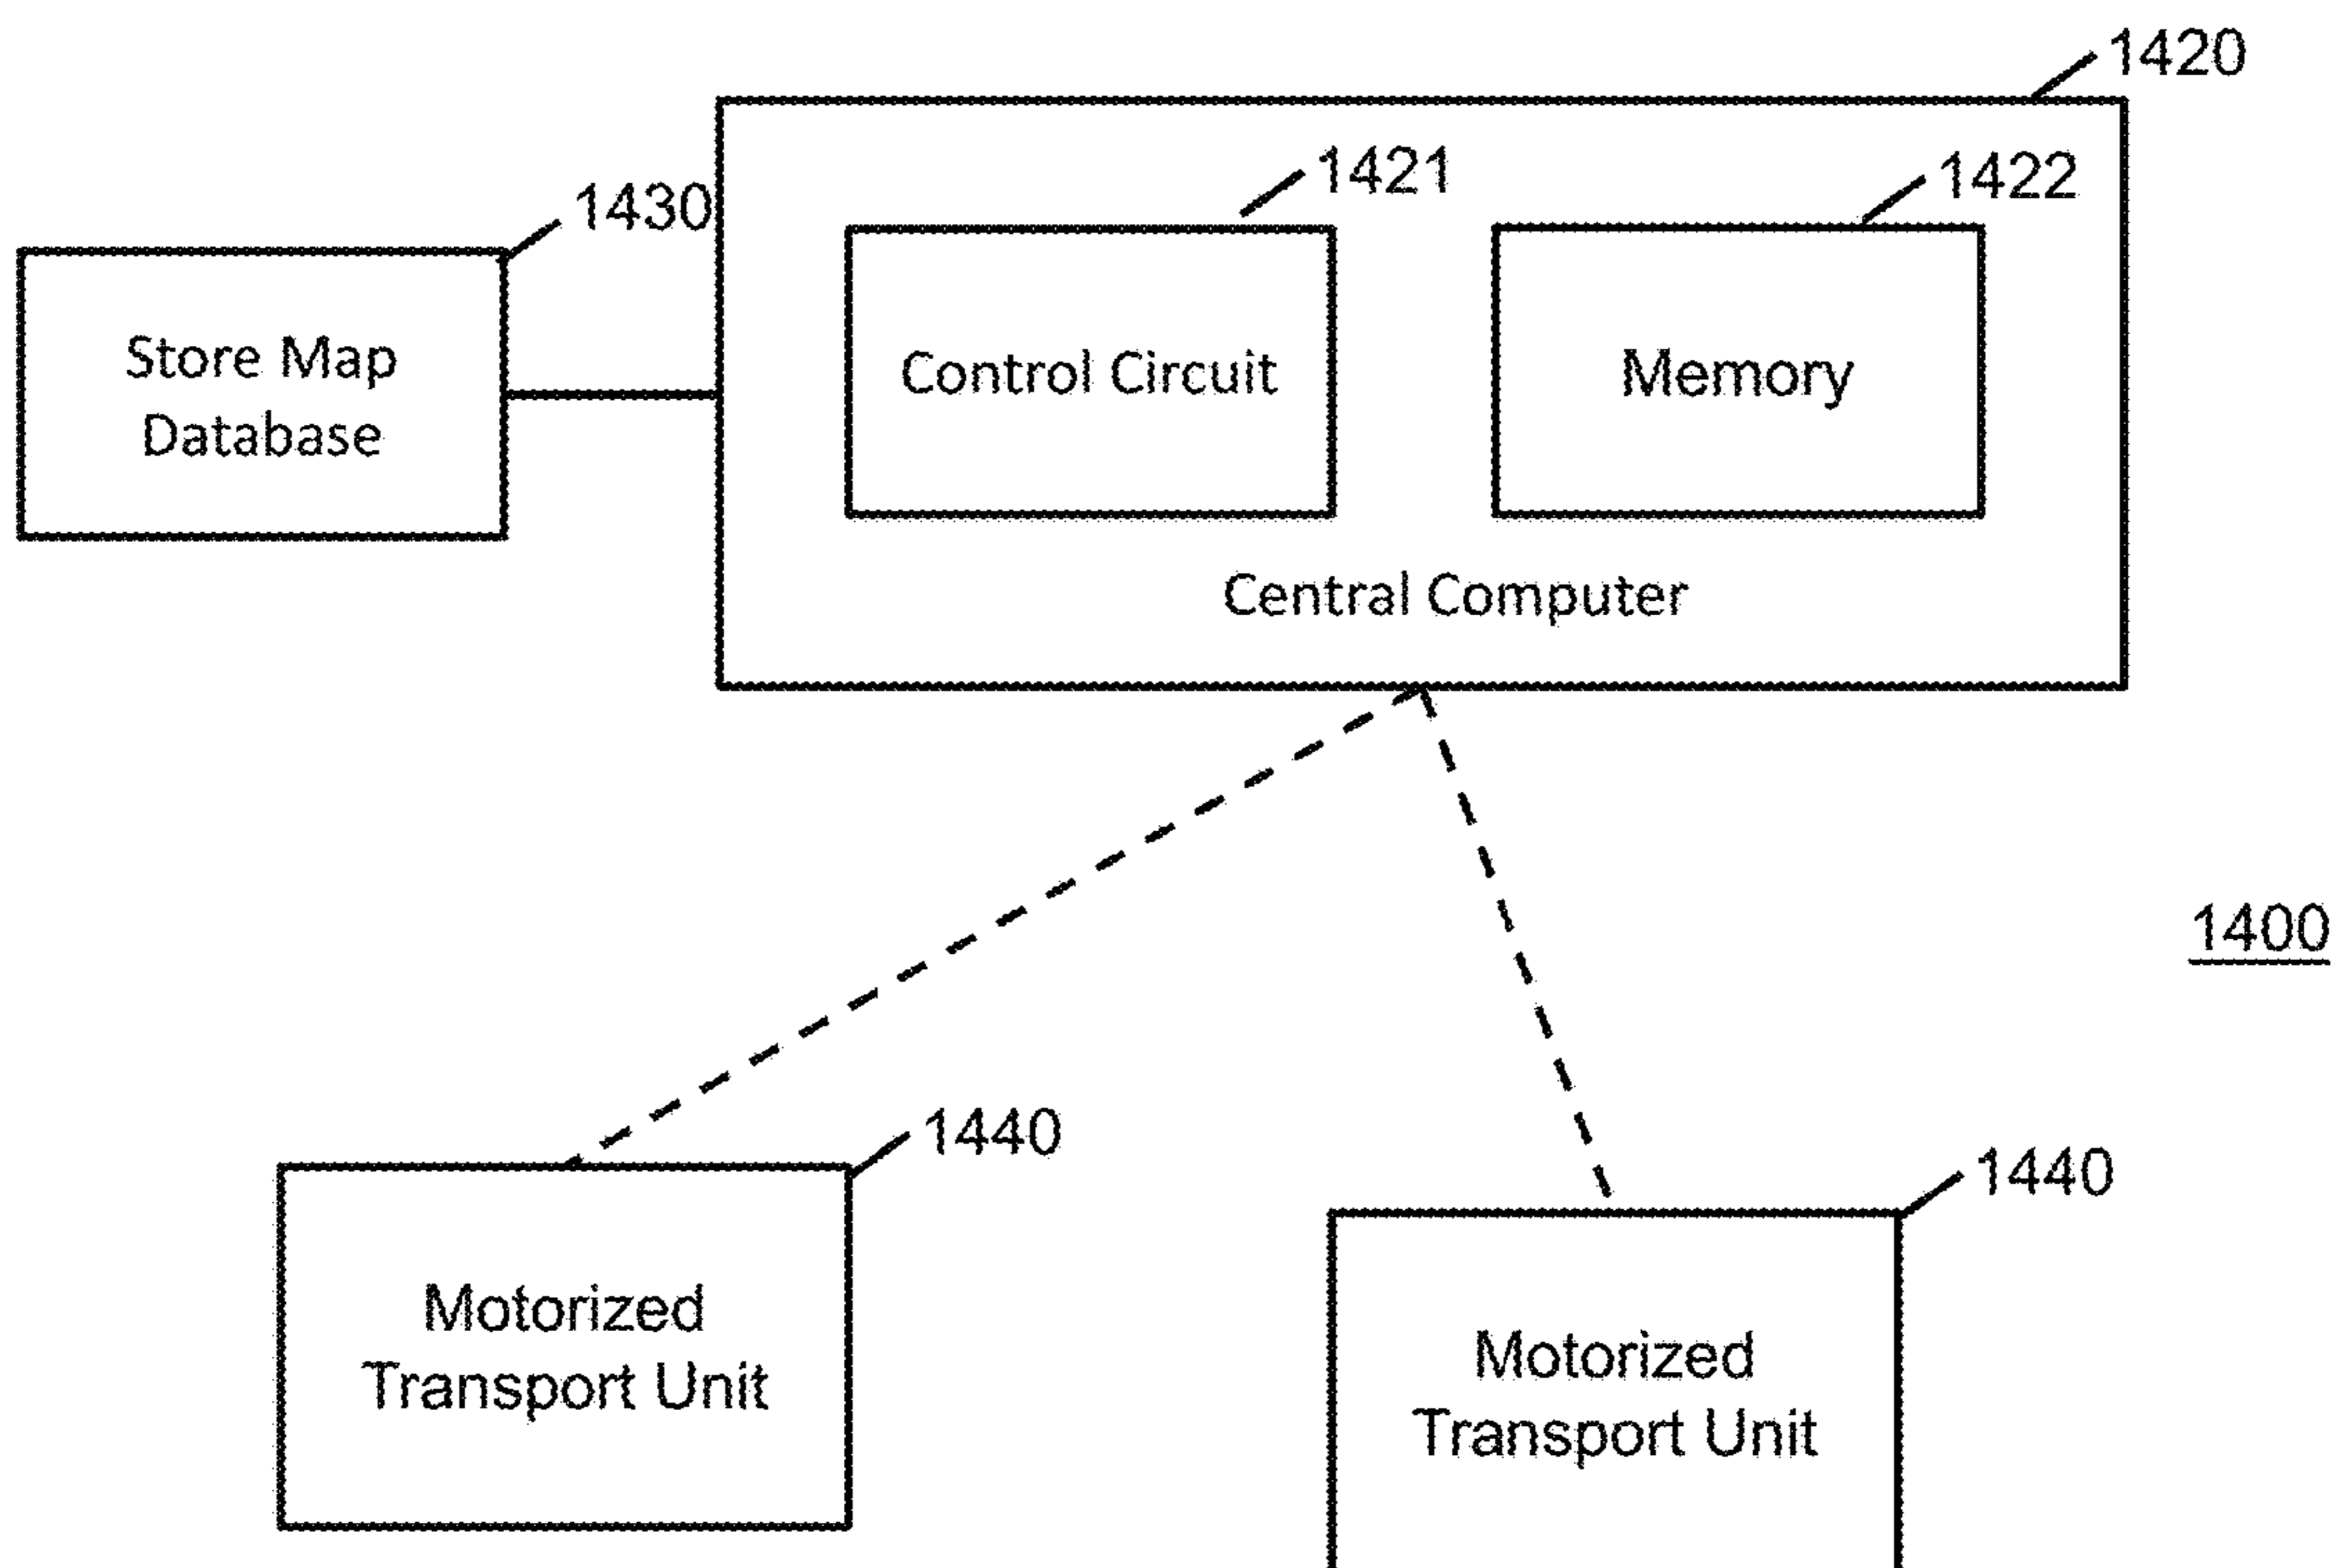 1420
1421
1422
1430
Store Map
Database
Control Circuit
Memory
Central Computer
1400
1440
1440
Motorized
Transport Unit
Motorized
Transport Unit